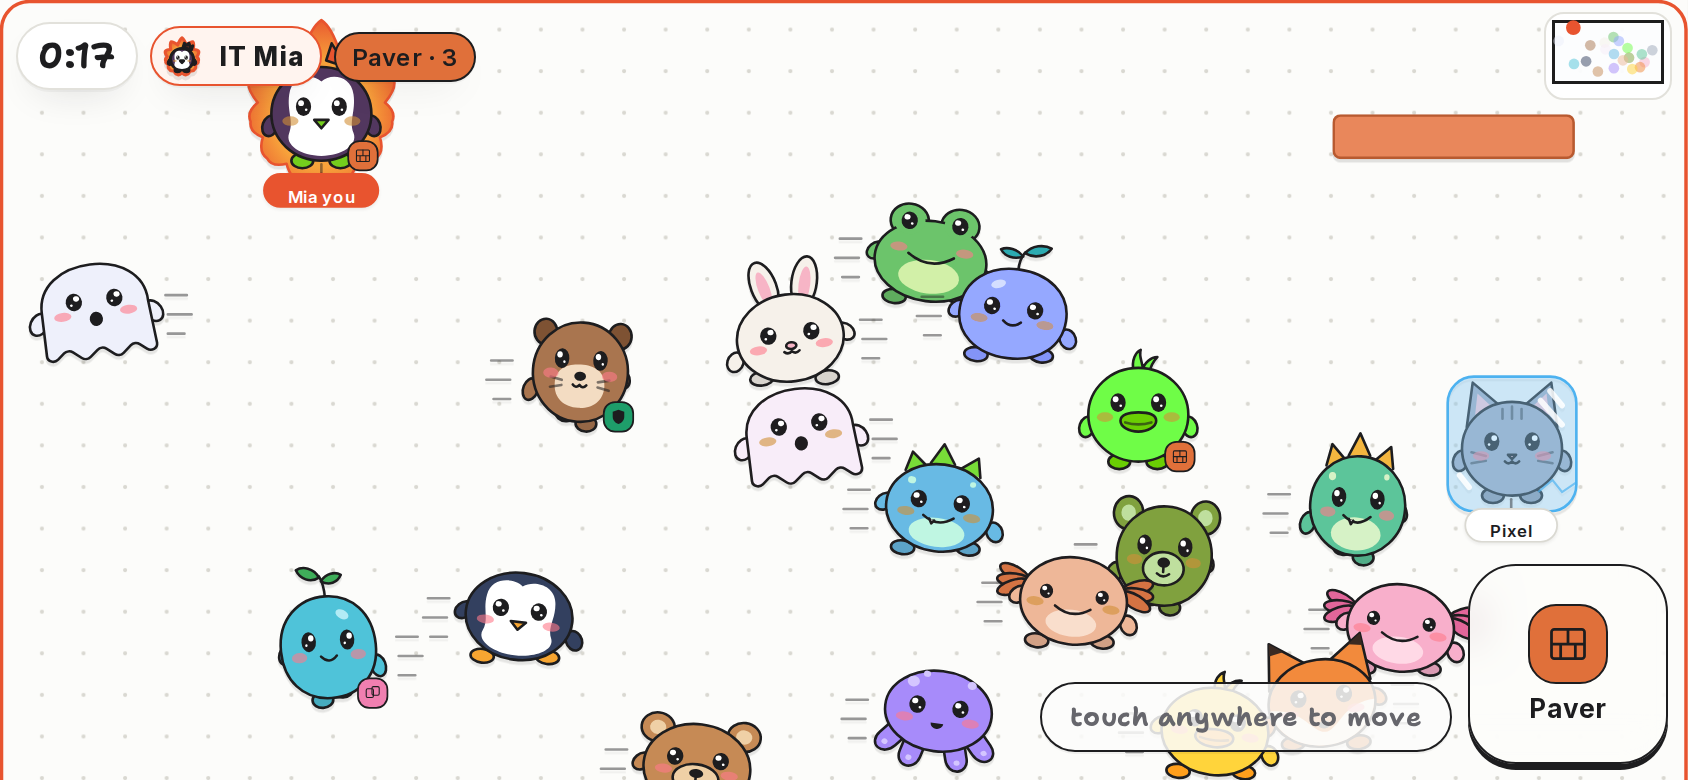 0:17
IT Mia
Paver · 3
Mia you
Pixel
touch anywhere to move
Paver